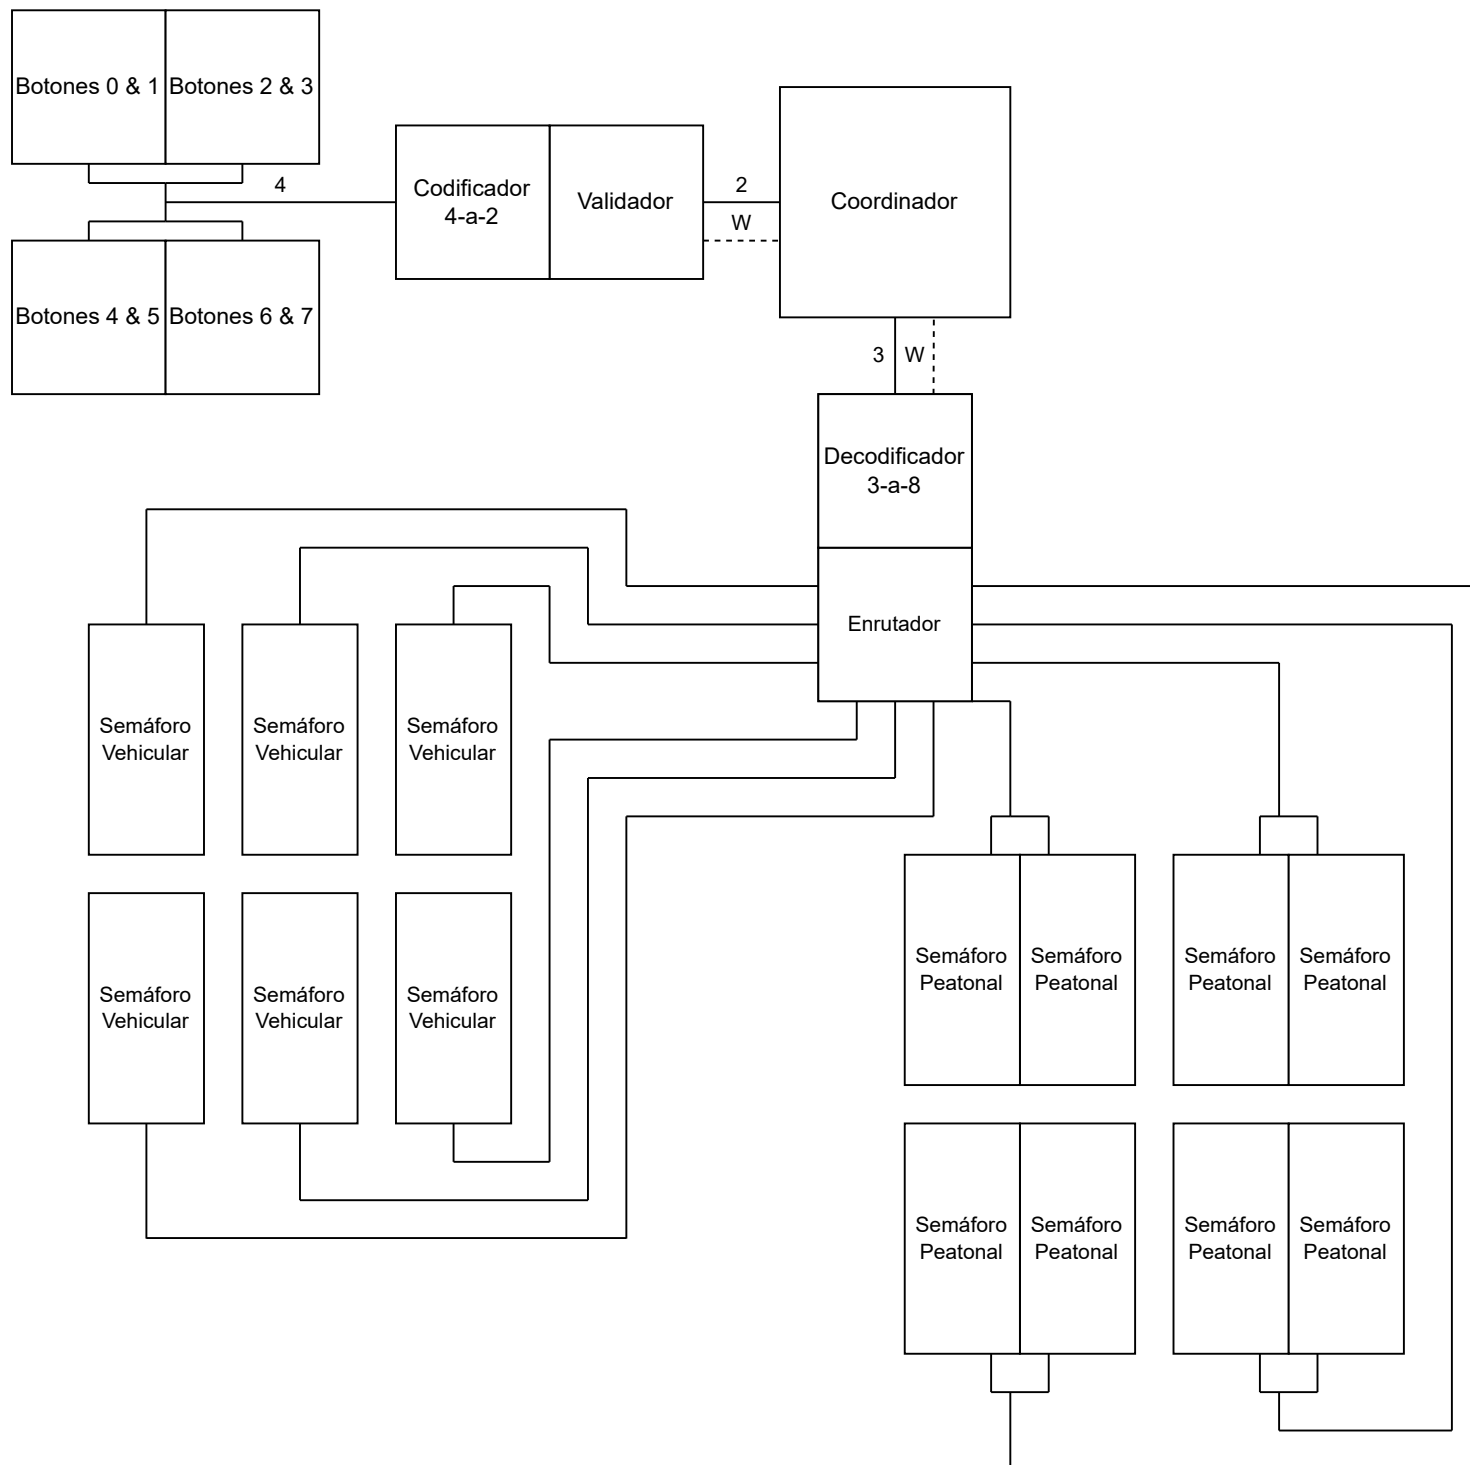 Botones 0 & 1
Botones 2 & 3
4
Codificador
4-a-2
Validador
2
W
Coordinador
Botones 4 & 5
Botones 6 & 7
3
W
Decodificador
3-a-8
Enrutador
Semáforo
Vehicular
Semáforo
Vehicular
Semáforo
Vehicular
Semáforo
Vehicular
Semáforo
Vehicular
Semáforo
Vehicular
Semáforo
Peatonal
Semáforo
Peatonal
Semáforo
Peatonal
Semáforo
Peatonal
Semáforo
Peatonal
Semáforo
Peatonal
Semáforo
Peatonal
Semáforo
Peatonal